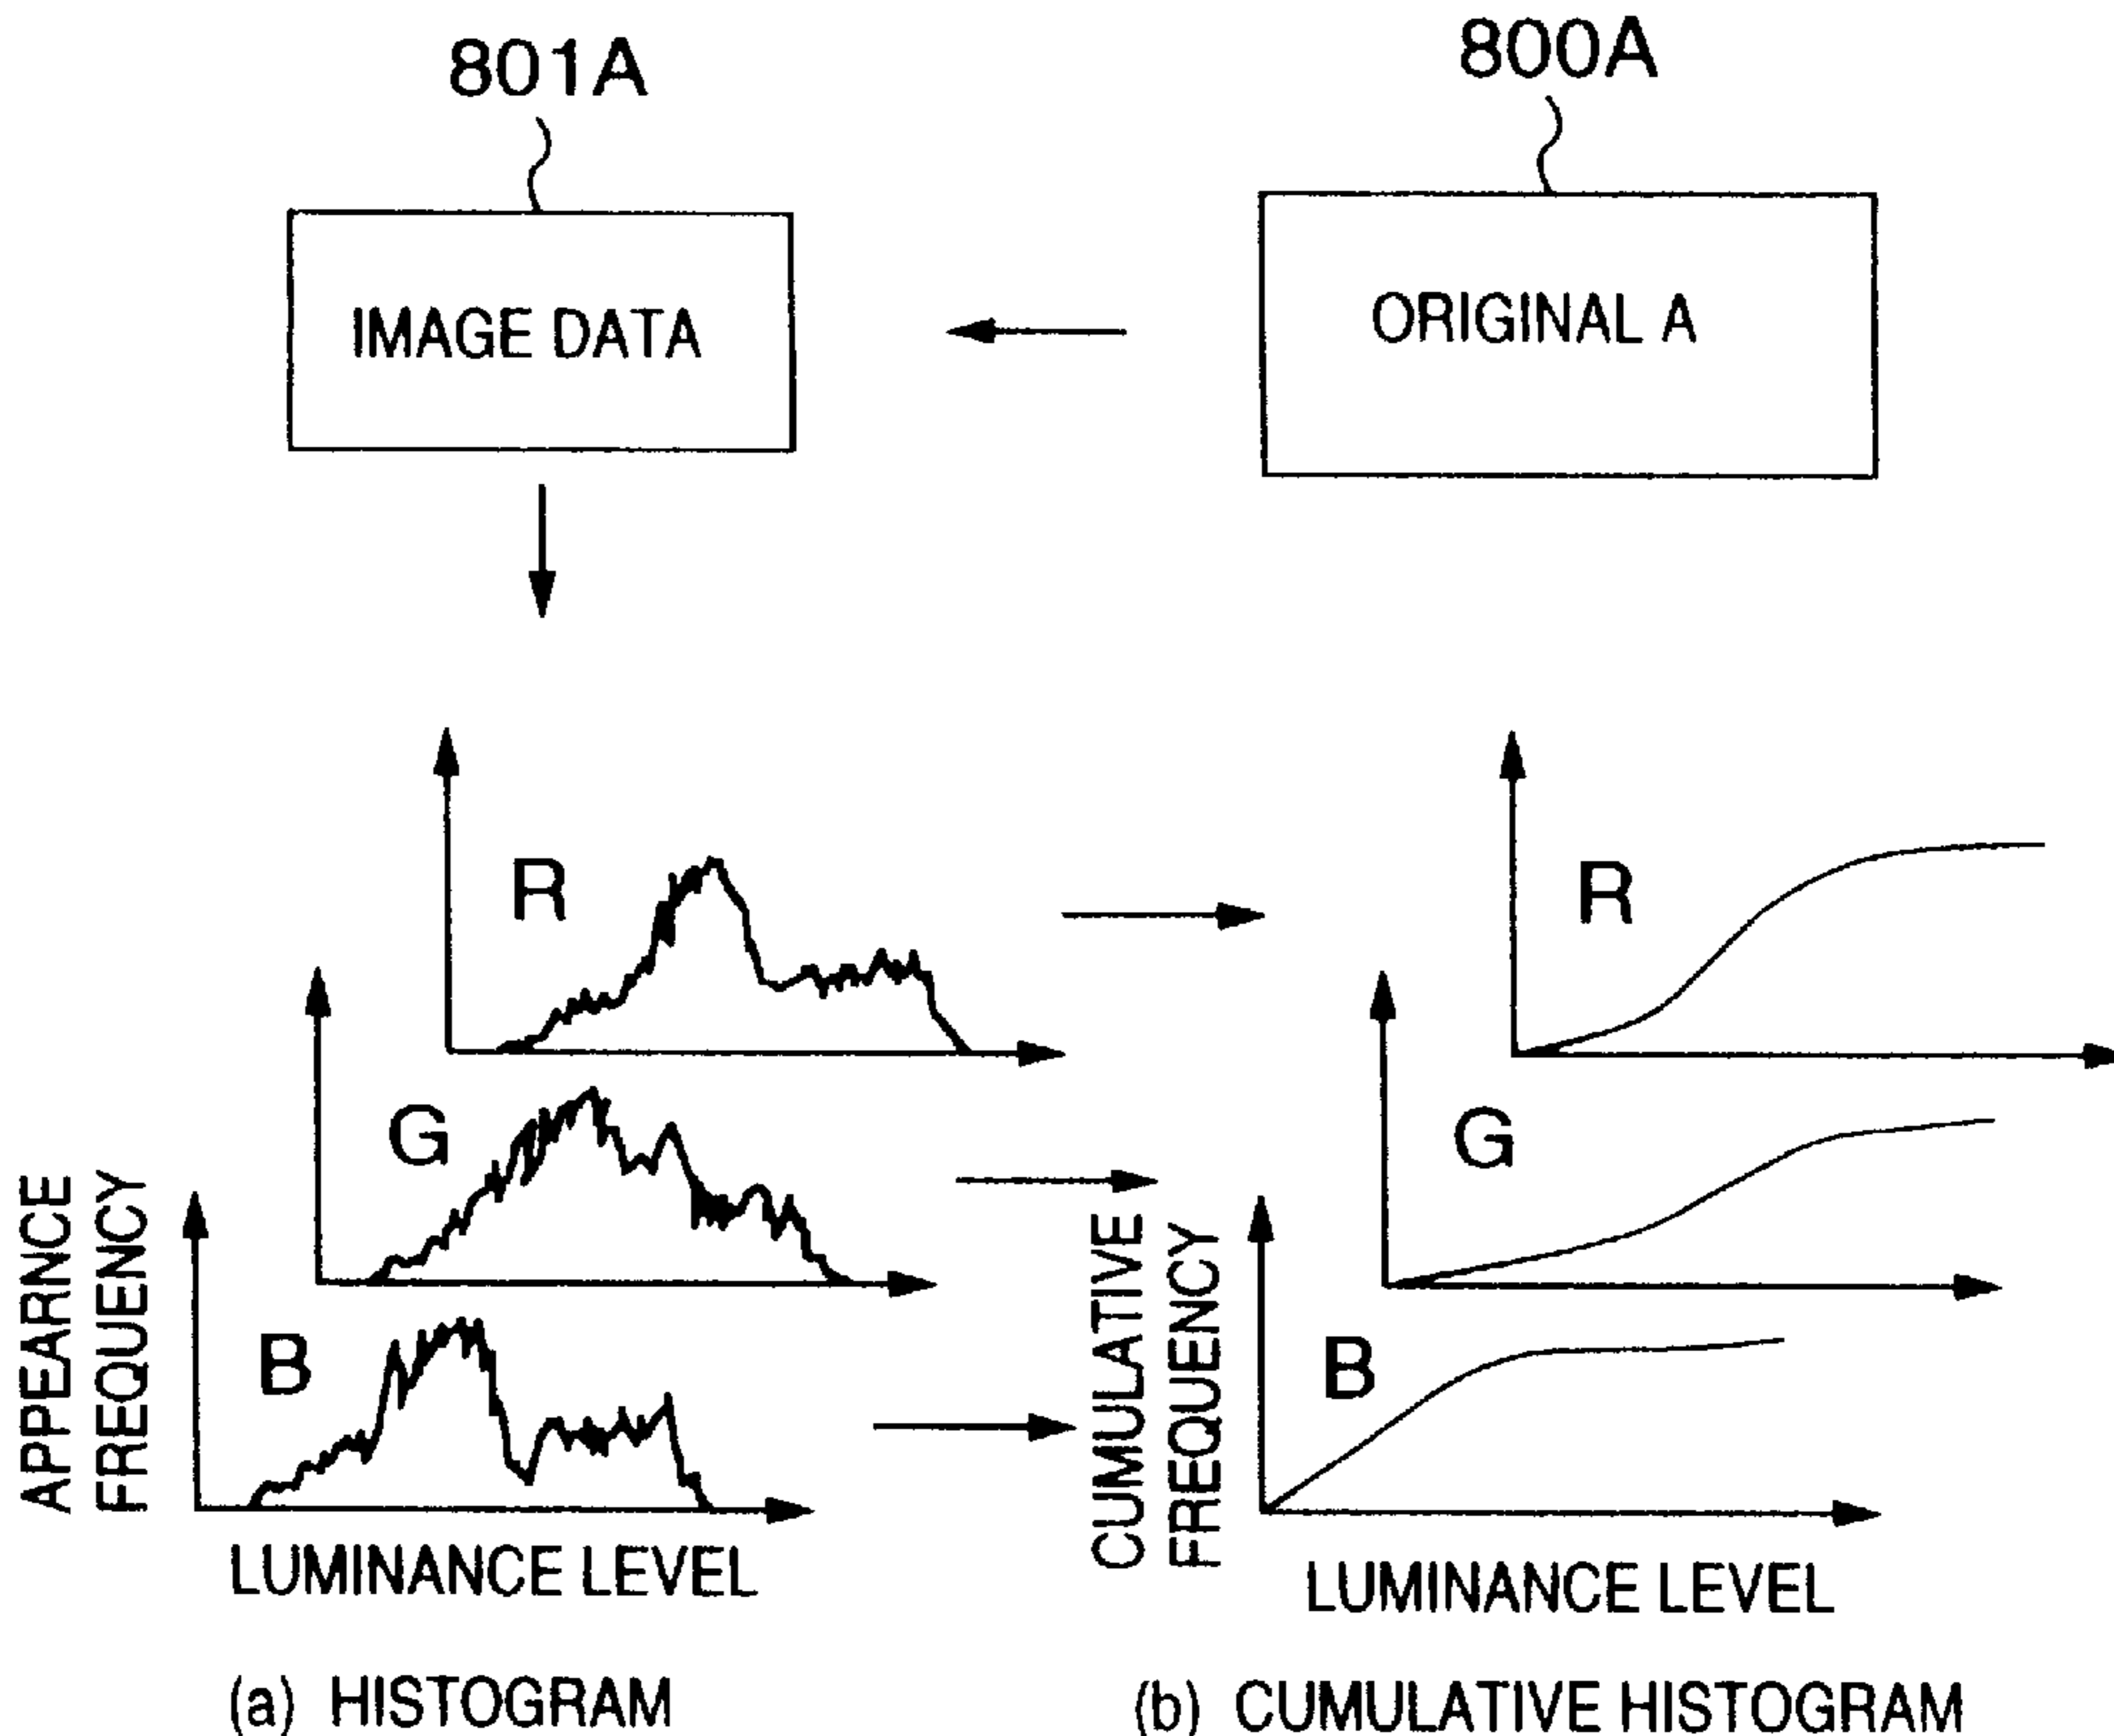 801A
800A
IMAGE DATA
ORIGINAL A
R
G
B
APPEARNCE
FREQUENCY
LUMINANCE LEVEL
(a) HISTOGRAM
R
G
B
CUMULATIVE
FREQUENCY
LUMINANCE LEVEL
(b) CUMULATIVE HISTOGRAM